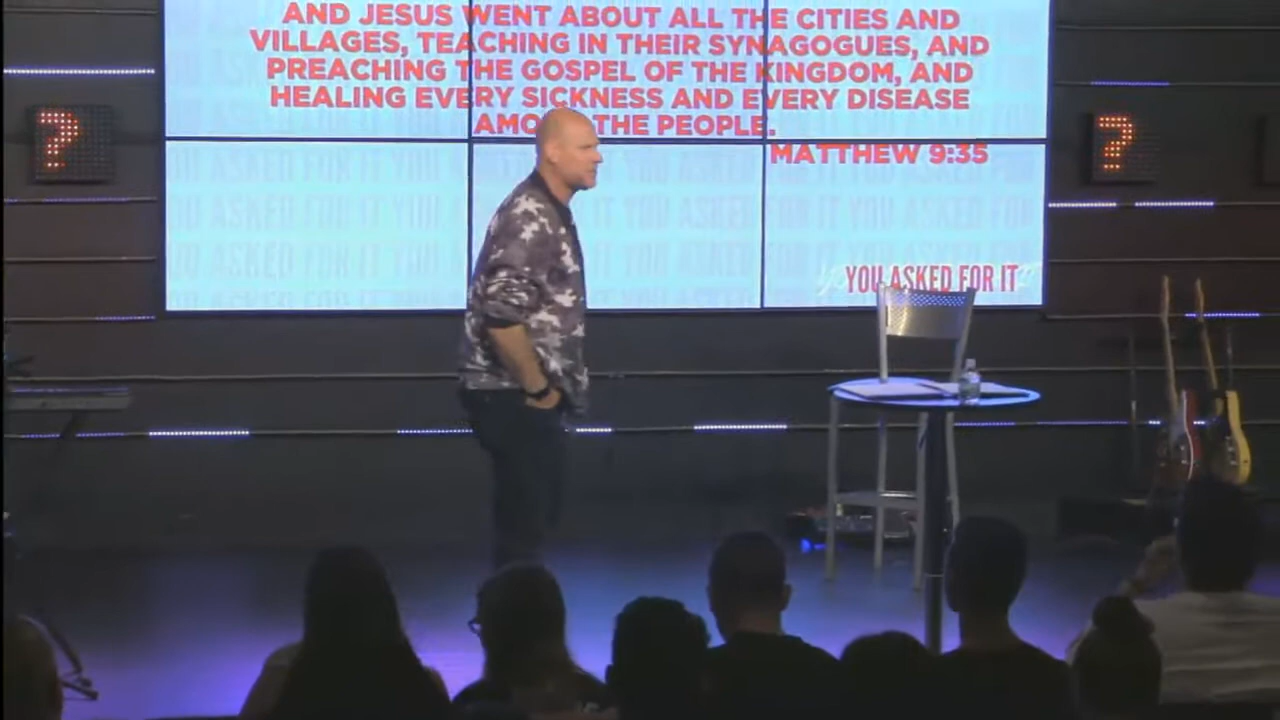 AND JESUS WENT ABOUT ALL THE CITIES AND
VILLAGES, TEACHING IN THEIR SYNAGOGUES, AND
PREACHING THE GOSPEL OF THE KINGDOM, AND
HEALING EVERY SICKNESS AND EVERY DISEASE
AMONG THE PEOPLE.
?
?
MATTHEW 9:35
YOU ASKED FOR IT